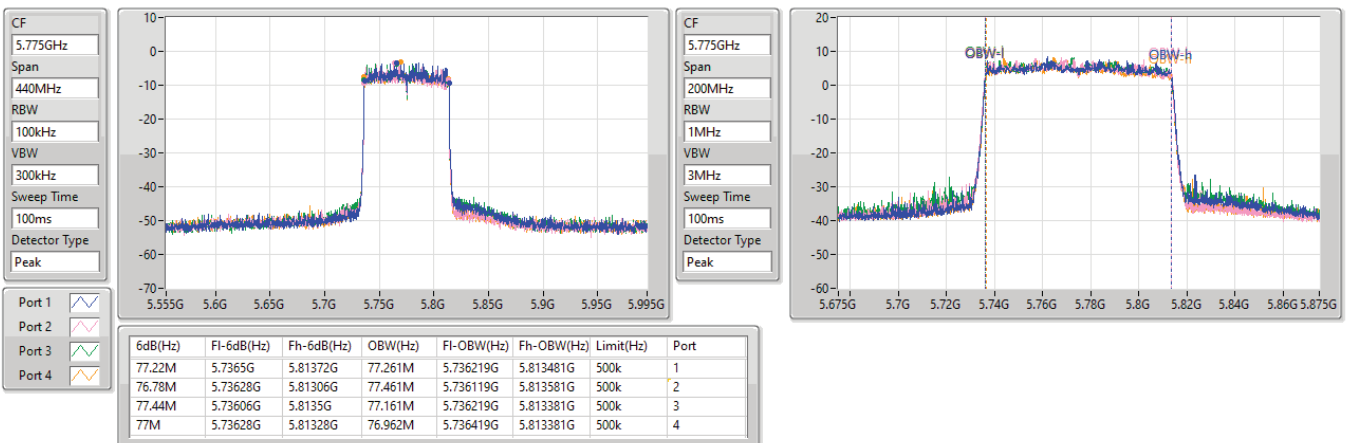 CF
5.775GHz
Span
440MHz
RBW
100kHz
VBW
300kHz
Sweep Time
100ms
Detector Type
Peak
10
0
-10
-20
-30
-40
-50
-60
-70
5.555G 5.6G 5.65G 5.7G 5.75G 5.8G 5.85G 5.9G 5.95G 5.995G
CF
5.775GHz
Span
200MHz
RBW
1MHz
VBW
3MHz
Sweep Time
100ms
Detector Type
Peak
20
10
0
-10
-20
-30
-40
-50
-60
OBW-l OBW-h
5.675G 5.7G 5.72G 5.74G 5.76G 5.78G 5.8G 5.82G 5.84G 5.86G 5.875G
Port 1
Port 2
Port 3
Port 4
6dB(Hz) Fl-6dB(Hz) Fh-6dB(Hz) OBW(Hz) Fl-OBW(Hz) Fh-OBW(Hz) Limit(Hz) Port
77.22M 5.7365G 5.81372G 77.261M 5.736219G 5.813481G 500k 1
76.78M 5.73628G 5.81306G 77.461M 5.736119G 5.813581G 500k 2
77.44M 5.73606G 5.8135G 77.161M 5.736219G 5.813381G 500k 3
77M 5.73628G 5.81328G 76.962M 5.736419G 5.813381G 500k 4